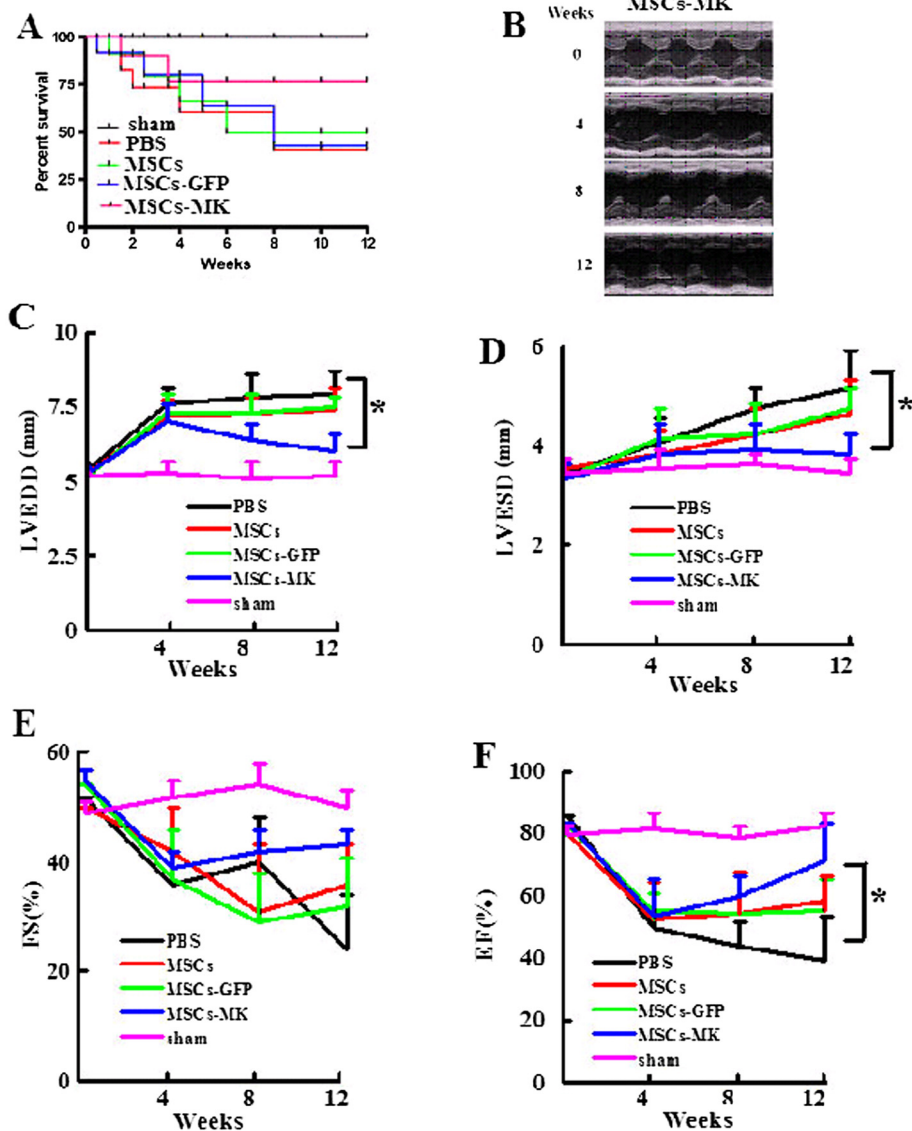 A
Percent survival
100
75
50
25
0
sham
PBS
MSCs
MSCs-GFP
MSCs-MK
0 2 4 6 8 10 12
Weeks
B
Weeks
MSCs-MK
0
4
8
12
C
LVEDD (mm)
10
7.5
5
2.5
0
*
PBS
MSCs
MSCs-GFP
MSCs-MK
sham
4 8 12
Weeks
D
LVESD (mm)
6
4
2
0
*
PBS
MSCs
MSCs-GFP
MSCs-MK
sham
4 8 12
Weeks
E
FS(%)
60
40
20
0
PBS
MSCs
MSCs-GFP
MSCs-MK
sham
4 8 12
Weeks
F
EF(%)
100
80
60
40
20
0
*
PBS
MSCs
MSCs-GFP
MSCs-MK
sham
4 8 12
Weeks